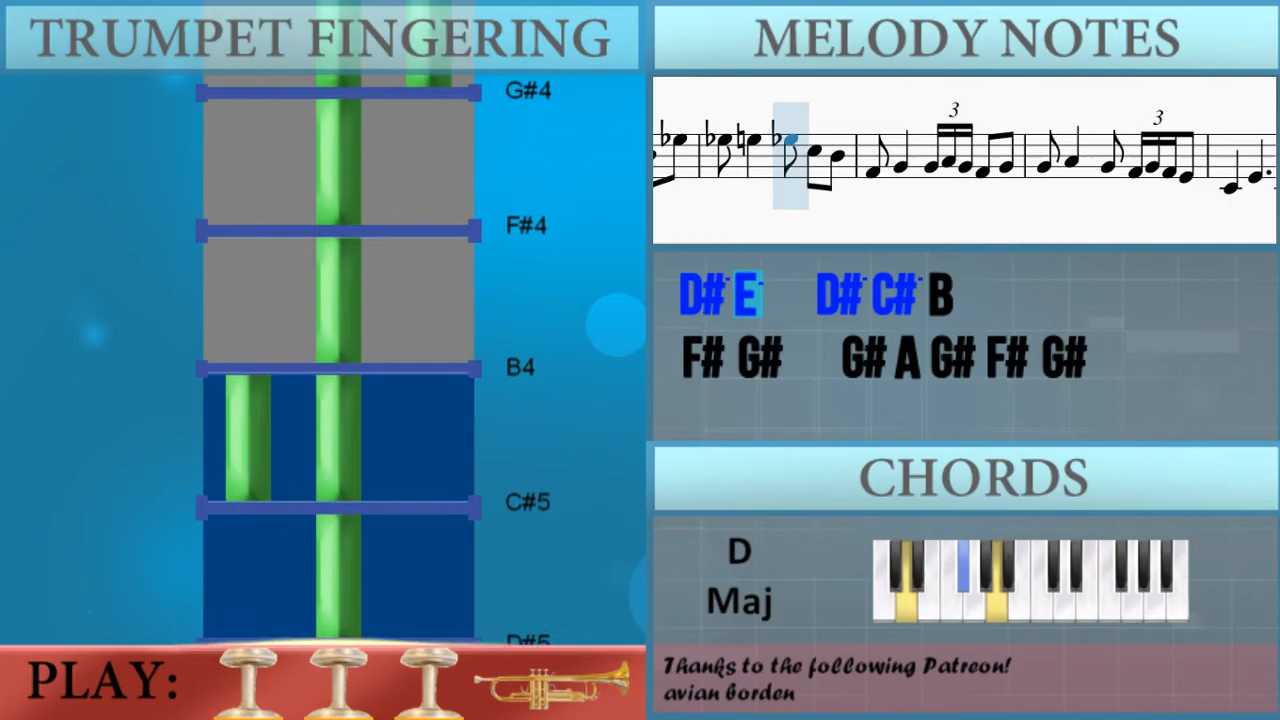 TRUMPET FINGERING
G#4
F#4
B4
C#5
D#5
PLAY:
MELODY NOTES
3
3
D#- E- D#- C#- B
F# G# G# A G# F# G#
CHORDS
D
Maj
Thanks to the following Patreon!
avian borden